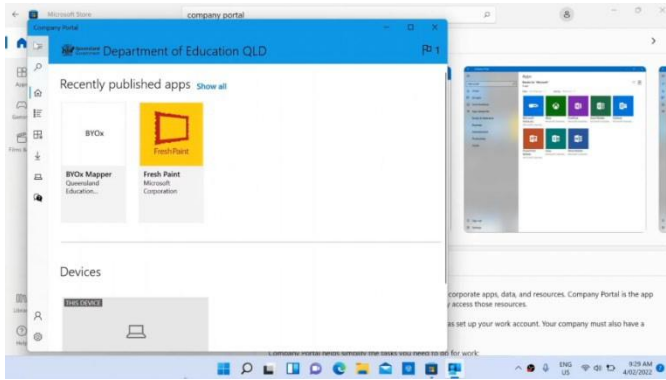 Microsoft Store
company portal
Company Portal
Queensland Government
Department of Education QLD
1
Recently published apps Show all
BYOx
FreshPaint
BYOx Mapper
Queensland
Education...
Fresh Paint
Microsoft
Corporation
Devices
THIS DEVICE
corporate apps, data, and resources. Company Portal is the app
y access those resources.
as set up your work account. Your company must also have a
Company Portal helps simplify the tasks you need to do for work:
ENG
US
9:29 AM
4/02/2022